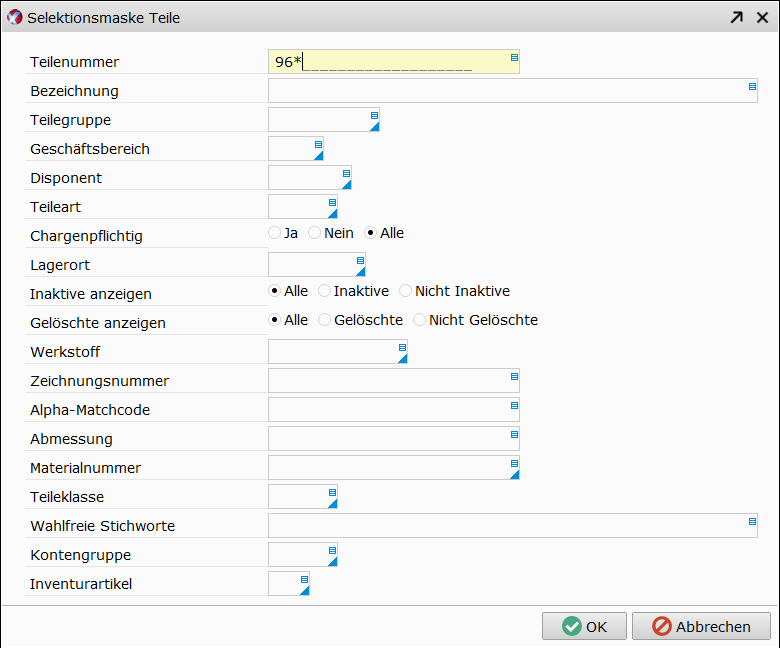 Selektionsmaske Teile
Teilenummer 96*___________________
Bezeichnung
Teilegruppe
Geschäftsbereich
Disponent
Teileart
Chargenpflichtig Ja Nein Alle
Lagerort
Inaktive anzeigen Alle Inaktive Nicht Inaktive
Gelöschte anzeigen Alle Gelöschte Nicht Gelöschte
Werkstoff
Zeichnungsnummer
Alpha-Matchcode
Abmessung
Materialnummer
Teileklasse
Wahlfreie Stichworte
Kontengruppe
Inventurartikel
OK Abbrechen